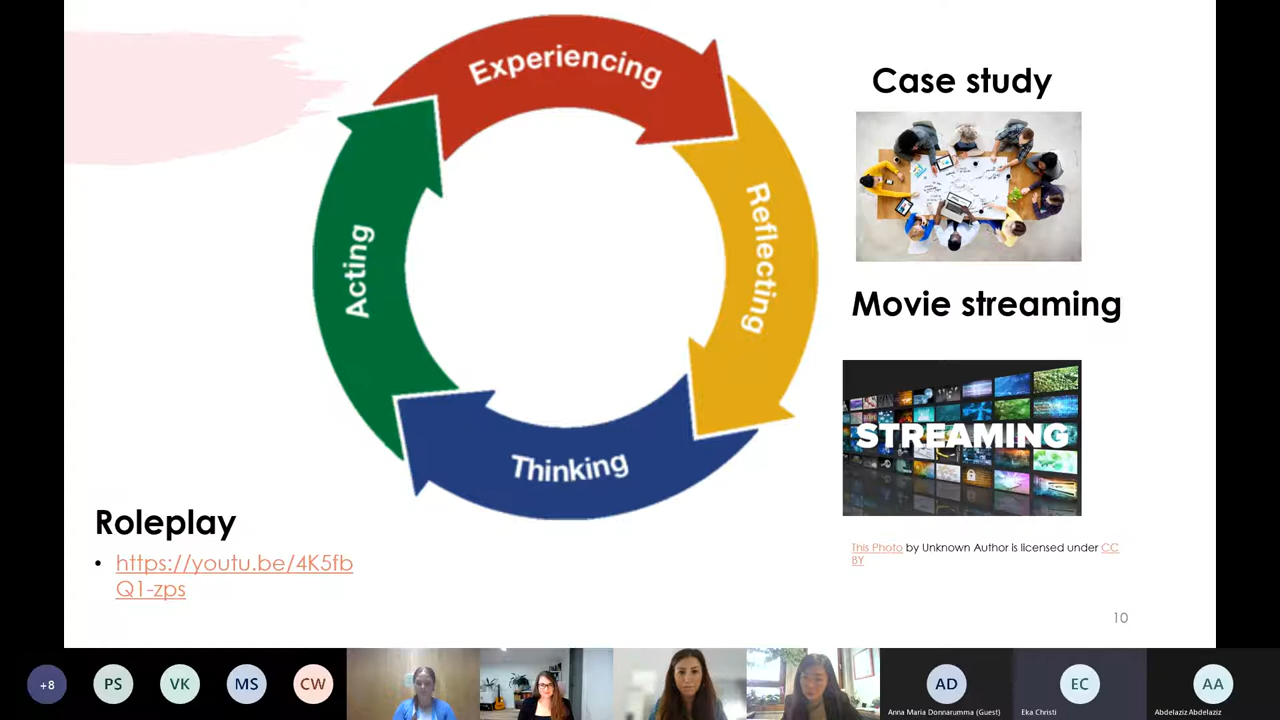 Experiencing
Reflecting
Thinking
Acting
Case study
Movie streaming
STREAMING
This Photo by Unknown Author is licensed under CC
BY
Roleplay
• https://youtu.be/4K5fb
Q1-zps
10
+8
PS
VK
MS
CW
AD
Anna Maria Donnarumma (Guest)
EC
Eka Christi
AA
Abdelaziz Abdelaziz